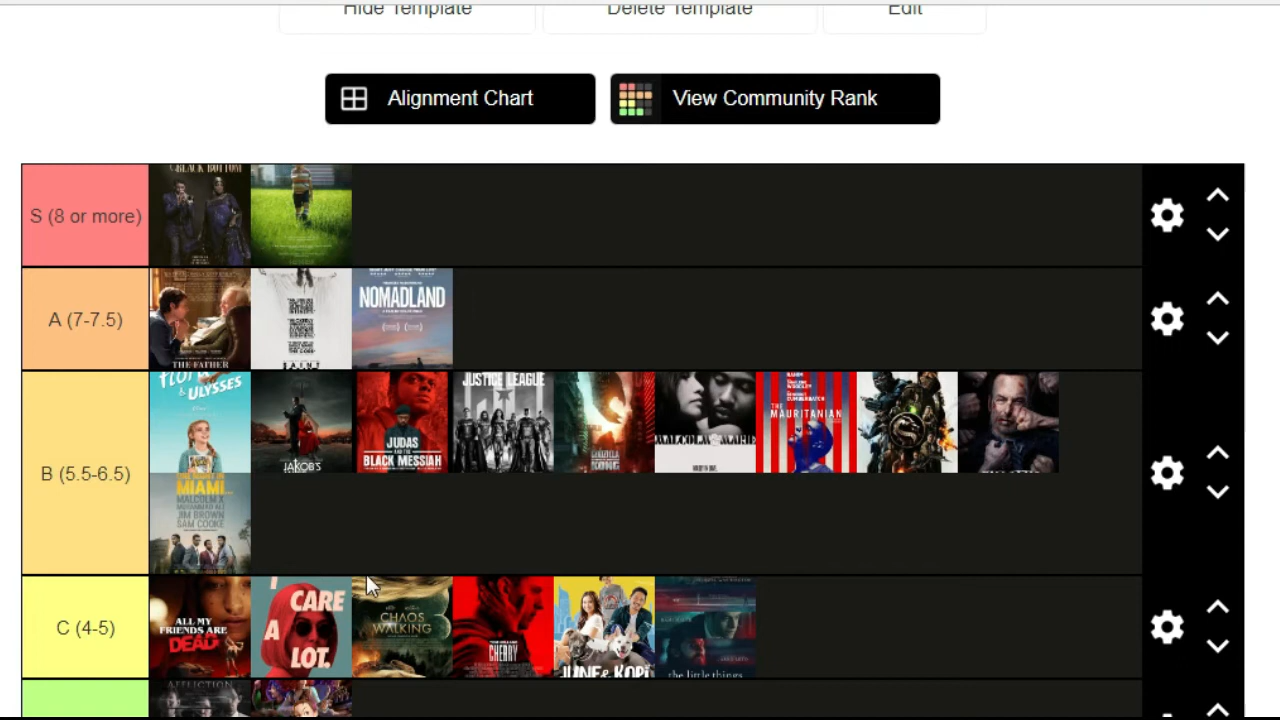 Hide Template
Delete Template
Edit
Alignment Chart
View Community Rank
S (8 or more)
BLACK BOTTOM
A (7-7.5)
THE FATHER
SAINT
NOMADLAND
B (5.5-6.5)
FLORA
& ULYSSES
JAKOB'S
JUDAS
AND THE
BLACK MESSIAH
JUSTICE LEAGUE
GODZILLA
KONG
MALCOLM & MARIE
THE
MAURITANIAN
MIAMI...
MALCOLM X
MUHAMMAD ALI
JIM BROWN
SAM COOKE
C (4-5)
ALL MY
FRIENDS ARE
DEAD
I
CARE
A
LOT.
CHAOS
WALKING
CHERRY
JUNE & KOPI
the little things
AFFLICTION